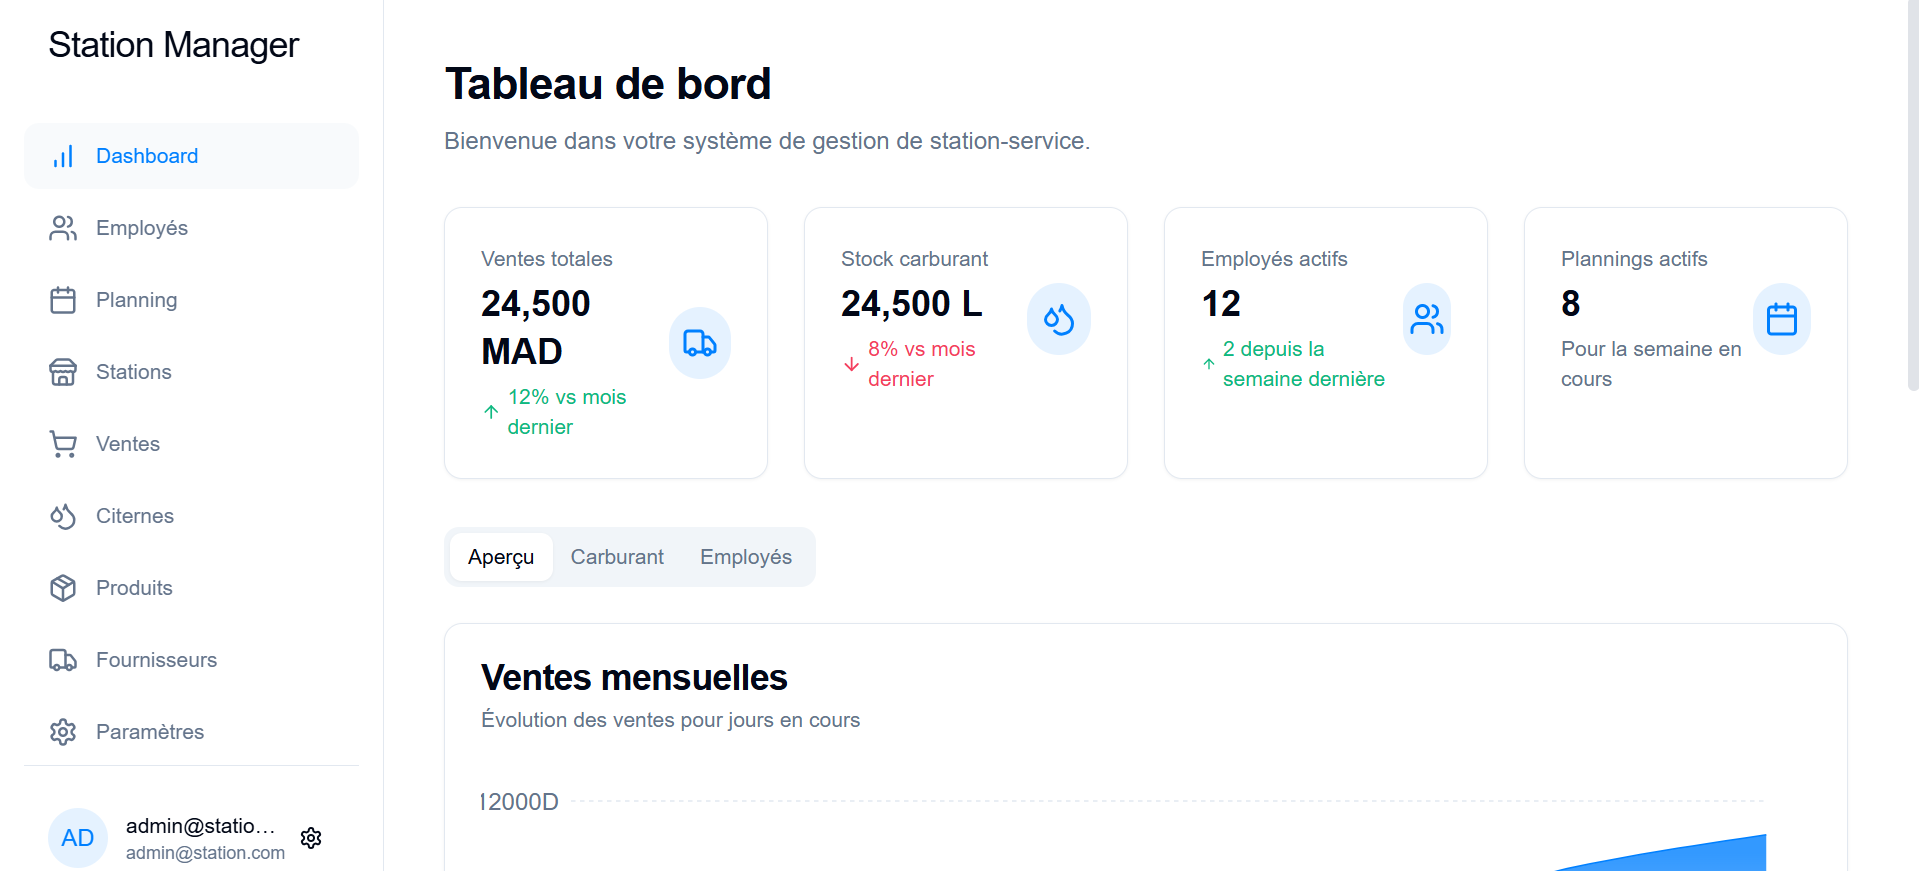 Station Manager
Dashboard
Employés
Planning
Stations
Ventes
Citernes
Produits
Fournisseurs
Paramètres
AD
admin@statio…
admin@station.com
Tableau de bord
Bienvenue dans votre système de gestion de station-service.
Ventes totales
24,500
MAD
12% vs mois
dernier
Stock carburant
24,500 L
8% vs mois
dernier
Employés actifs
12
2 depuis la
semaine dernière
Plannings actifs
8
Pour la semaine en
cours
Aperçu
Carburant
Employés
Ventes mensuelles
Évolution des ventes pour jours en cours
12000D